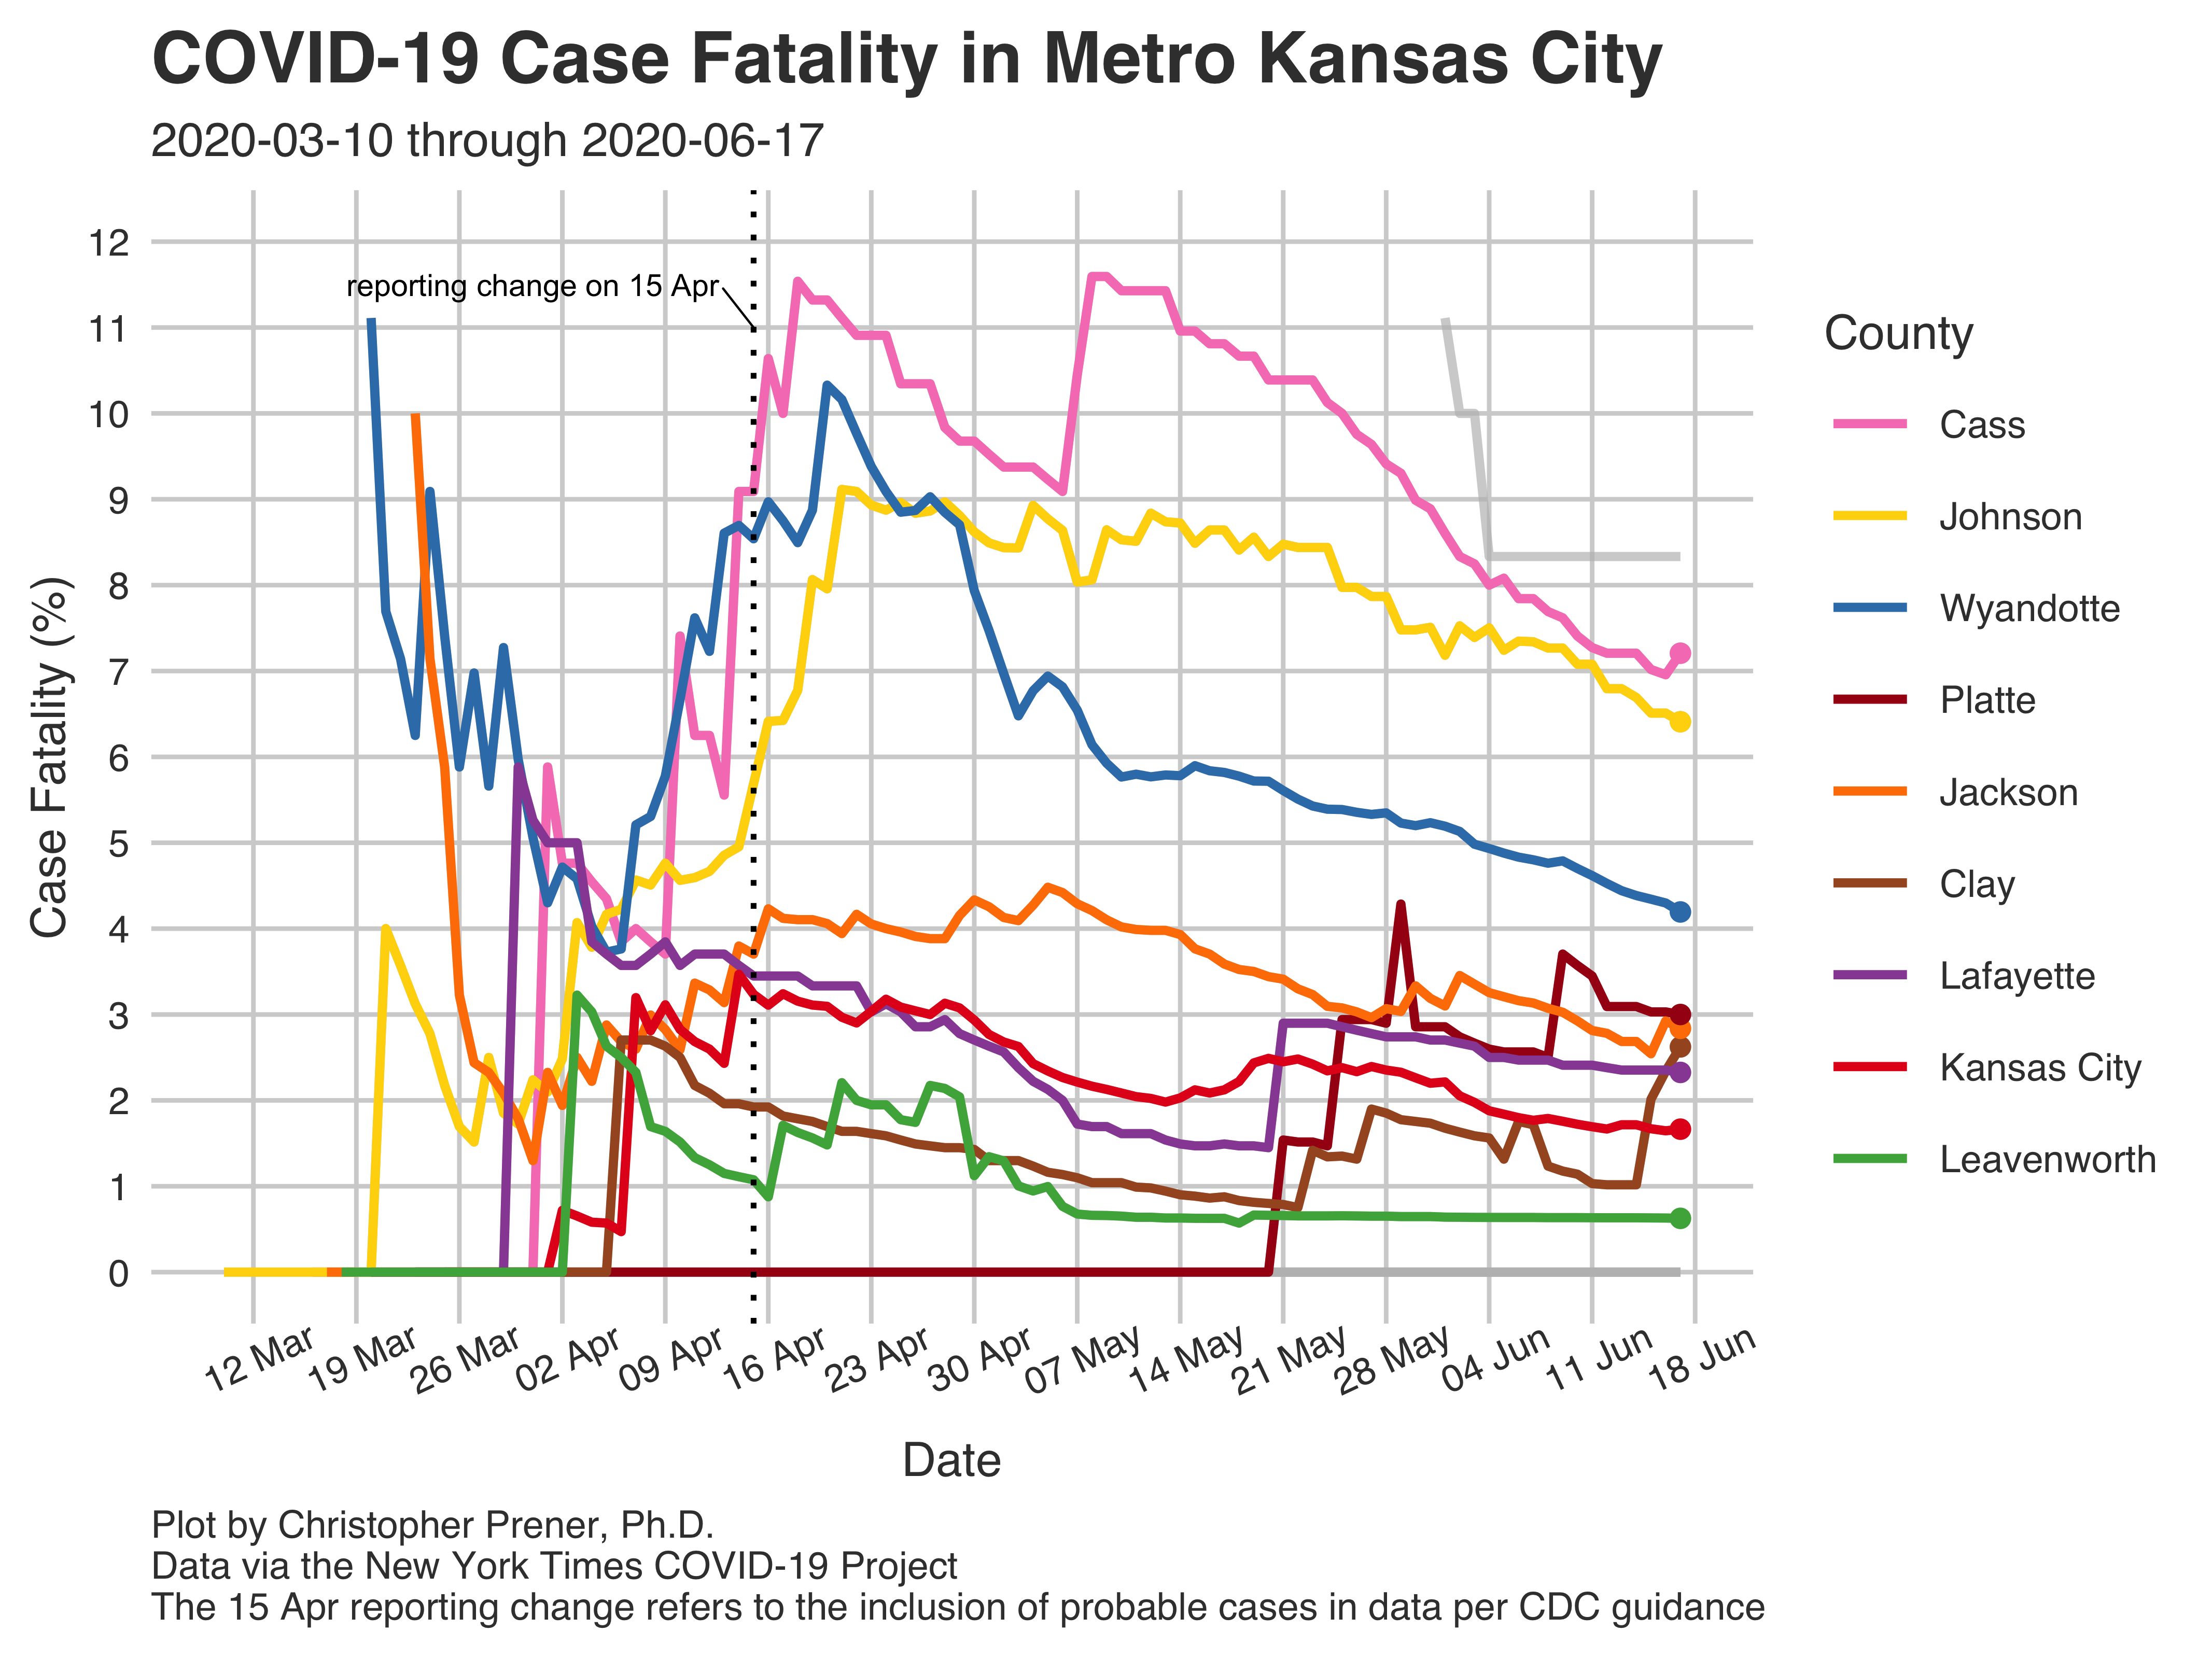 COVID-19 Case Fatality in Metro Kansas City
2020-03-10 through 2020-06-17
12
reporting change on 15 Apr
11
10
9
8
7
6
5
4
3
2
1
0
Case Fatality (%)
12 Mar
19 Mar
26 Mar
02 Apr
09 Apr
16 Apr
23 Apr
30 Apr
07 May
14 May
21 May
28 May
04 Jun
11 Jun
18 Jun
Date
County
Cass
Johnson
Wyandotte
Platte
Jackson
Clay
Lafayette
Kansas City
Leavenworth
Plot by Christopher Prener, Ph.D.
Data via the New York Times COVID-19 Project
The 15 Apr reporting change refers to the inclusion of probable cases in data per CDC guidance